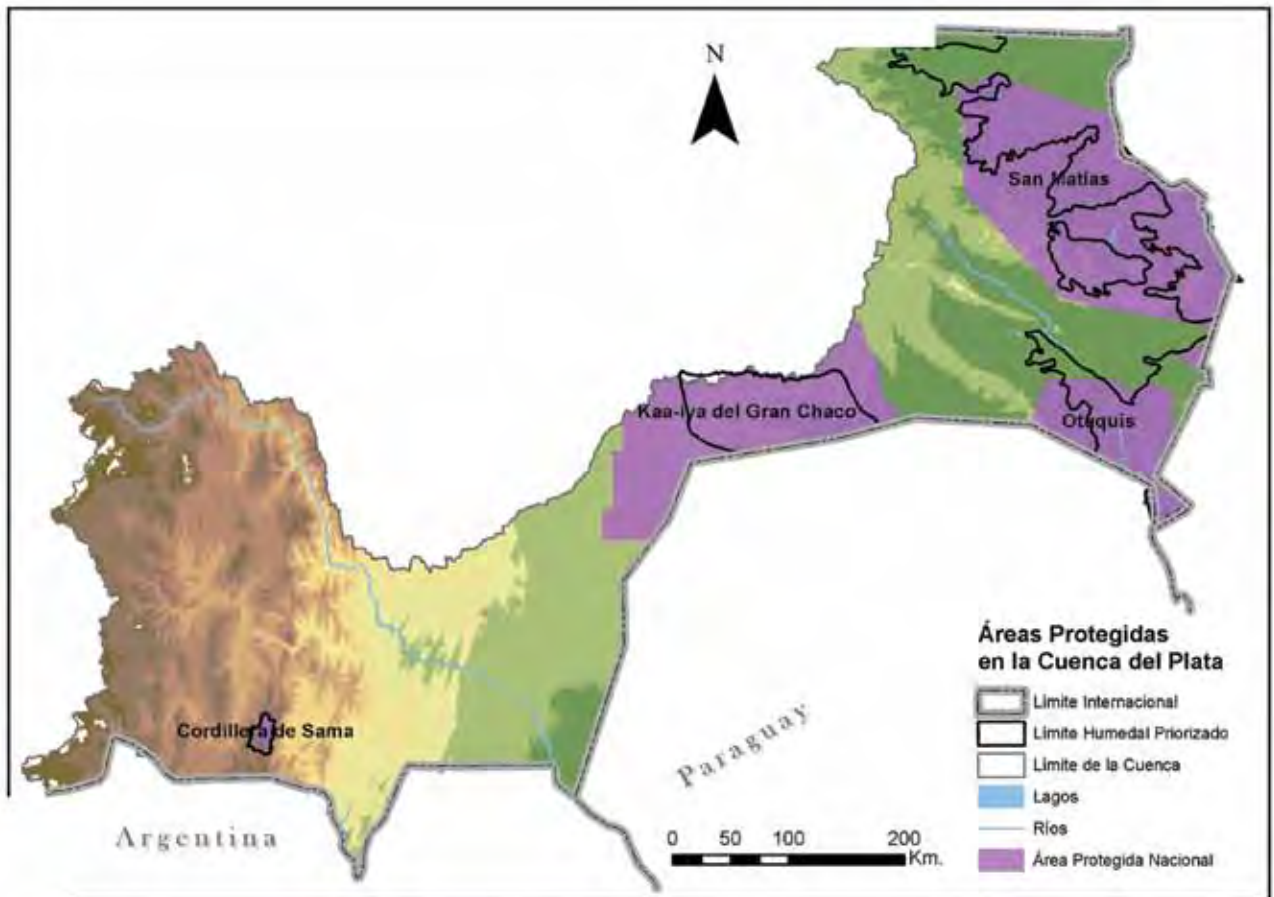 N
San Matías
Kaa-iya del Gran Chaco
Otuquis
Cordillera de Sama
Paraguay
Argentina
0 50 100 200
Km.
Áreas Protegidas
en la Cuenca del Plata
Límite Internacional
Límite Humedal Priorizado
Límite de la Cuenca
Lagos
Ríos
Área Protegida Nacional